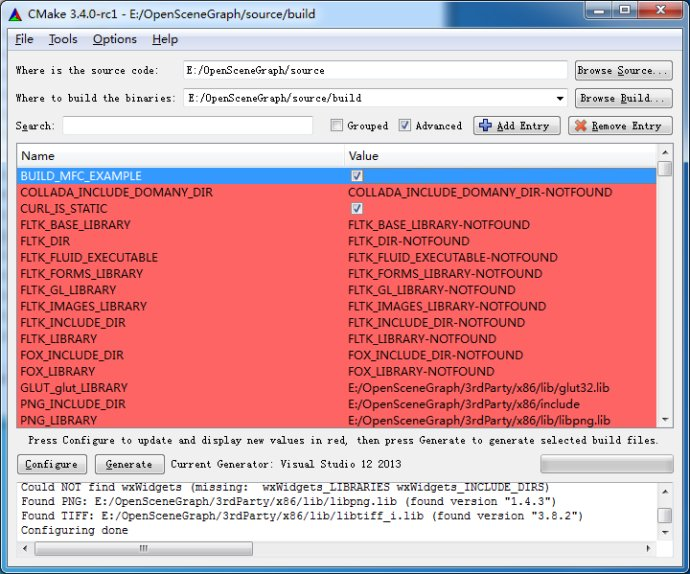 CMake 3.4.0-rc1 - E:/OpenSceneGraph/source/build
File Tools Options Help
Where is the source code: E:/OpenSceneGraph/source Browse Source...
Where to build the binaries: E:/OpenSceneGraph/source/build Browse Build...
Search: Grouped Advanced Add Entry Remove Entry
Name Value
BUILD_MFC_EXAMPLE
COLLADA_INCLUDE_DOMANY_DIR COLLADA_INCLUDE_DOMANY_DIR-NOTFOUND
CURL_IS_STATIC
FLTK_BASE_LIBRARY FLTK_BASE_LIBRARY-NOTFOUND
FLTK_DIR FLTK_DIR-NOTFOUND
FLTK_FLUID_EXECUTABLE FLTK_FLUID_EXECUTABLE-NOTFOUND
FLTK_FORMS_LIBRARY FLTK_FORMS_LIBRARY-NOTFOUND
FLTK_GL_LIBRARY FLTK_GL_LIBRARY-NOTFOUND
FLTK_IMAGES_LIBRARY FLTK_IMAGES_LIBRARY-NOTFOUND
FLTK_INCLUDE_DIR FLTK_INCLUDE_DIR-NOTFOUND
FLTK_LIBRARY FLTK_LIBRARY-NOTFOUND
FOX_INCLUDE_DIR FOX_INCLUDE_DIR-NOTFOUND
FOX_LIBRARY FOX_LIBRARY-NOTFOUND
GLUT_glut_LIBRARY E:/OpenSceneGraph/3rdParty/x86/lib/glut32.lib
PNG_INCLUDE_DIR E:/OpenSceneGraph/3rdParty/x86/include
PNG_LIBRARY E:/OpenSceneGraph/3rdParty/x86/lib/libpng.lib
Press Configure to update and display new values in red, then press Generate to generate selected build files.
Configure Generate Current Generator: Visual Studio 12 2013
Could NOT find wxWidgets (missing: wxWidgets_LIBRARIES wxWidgets_INCLUDE_DIRS)
Found PNG: E:/OpenSceneGraph/3rdParty/x86/lib/libpng.lib (found version "1.4.3")
Found TIFF: E:/OpenSceneGraph/3rdParty/x86/lib/libtiff_i.lib (found version "3.8.2")
Configuring done